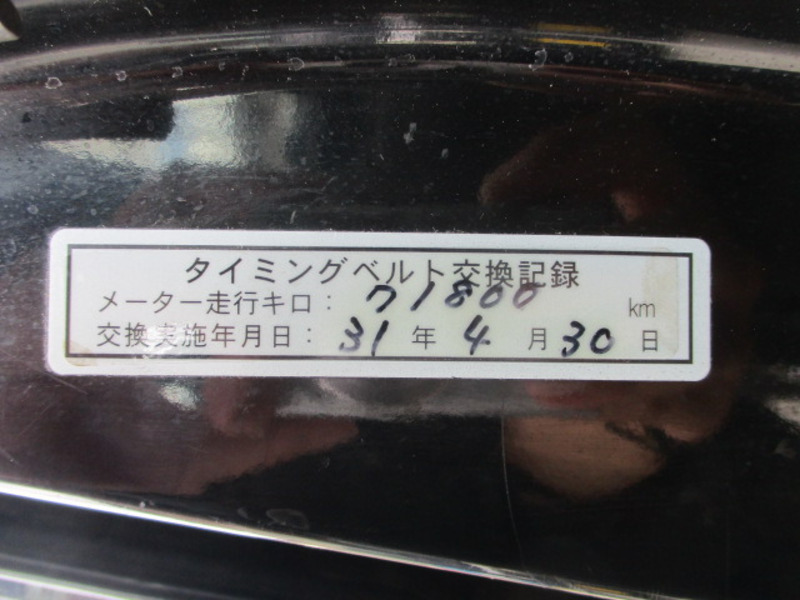 タイミングベルト交換記録
メーター走行キロ： 71800 km
交換実施年月日： 31 年 4 月 30 日